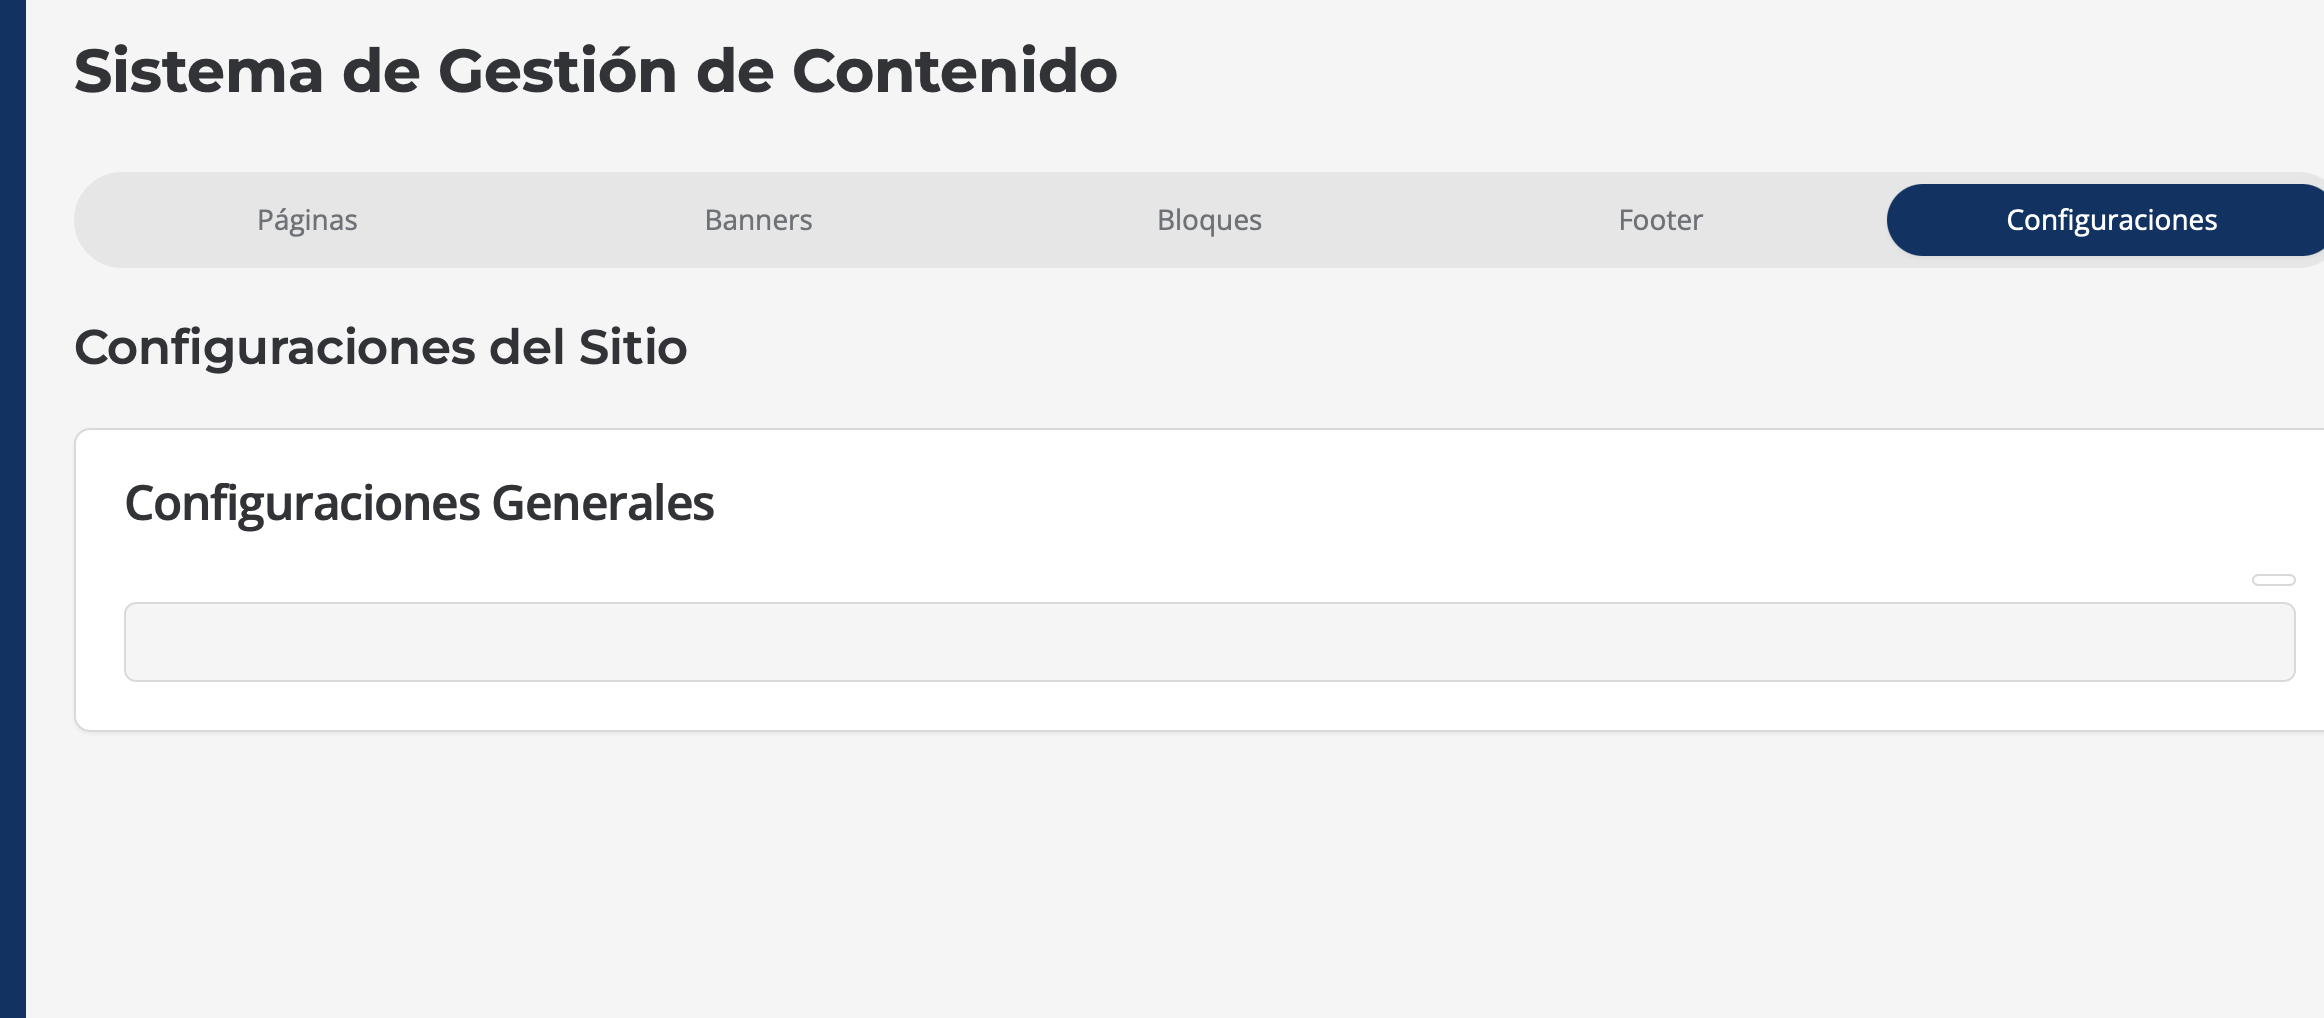 Sistema de Gestión de Contenido
Páginas Banners Bloques Footer Configuraciones
Configuraciones del Sitio
Configuraciones Generales